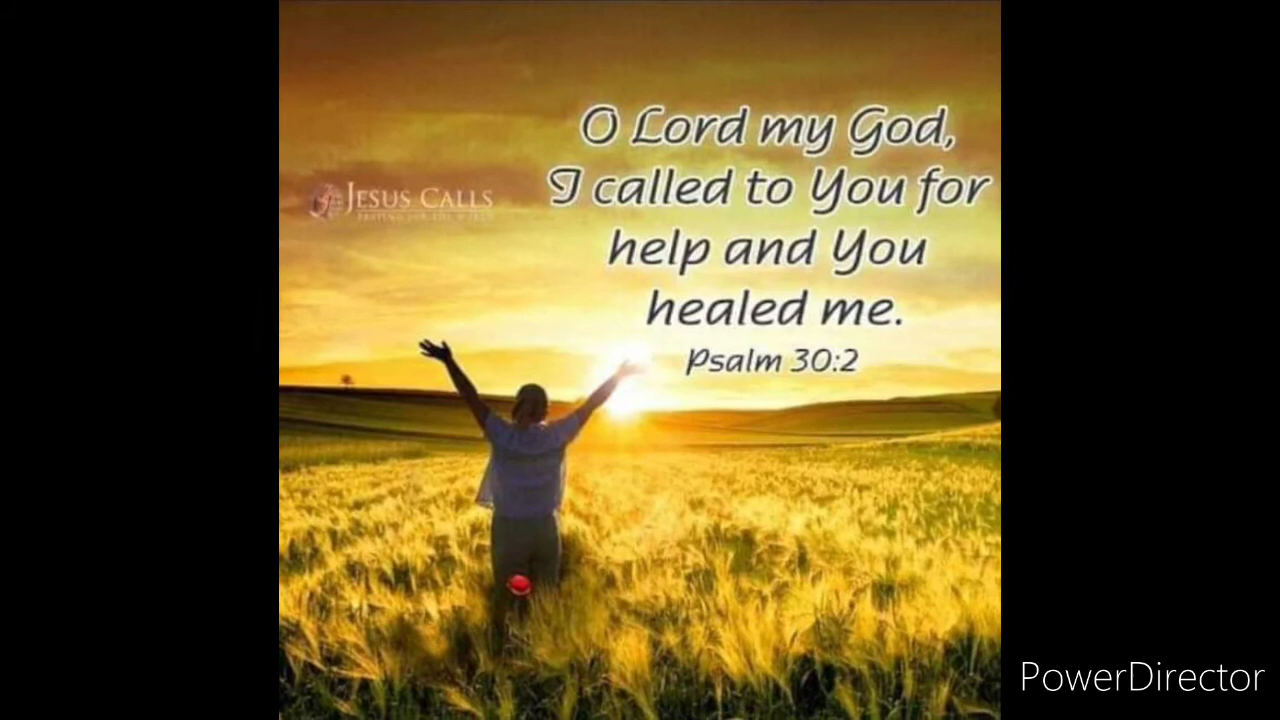 O Lord my God,
I called to You for
help and You
healed me.
Psalm 30:2
JESUS CALLS
PowerDirector